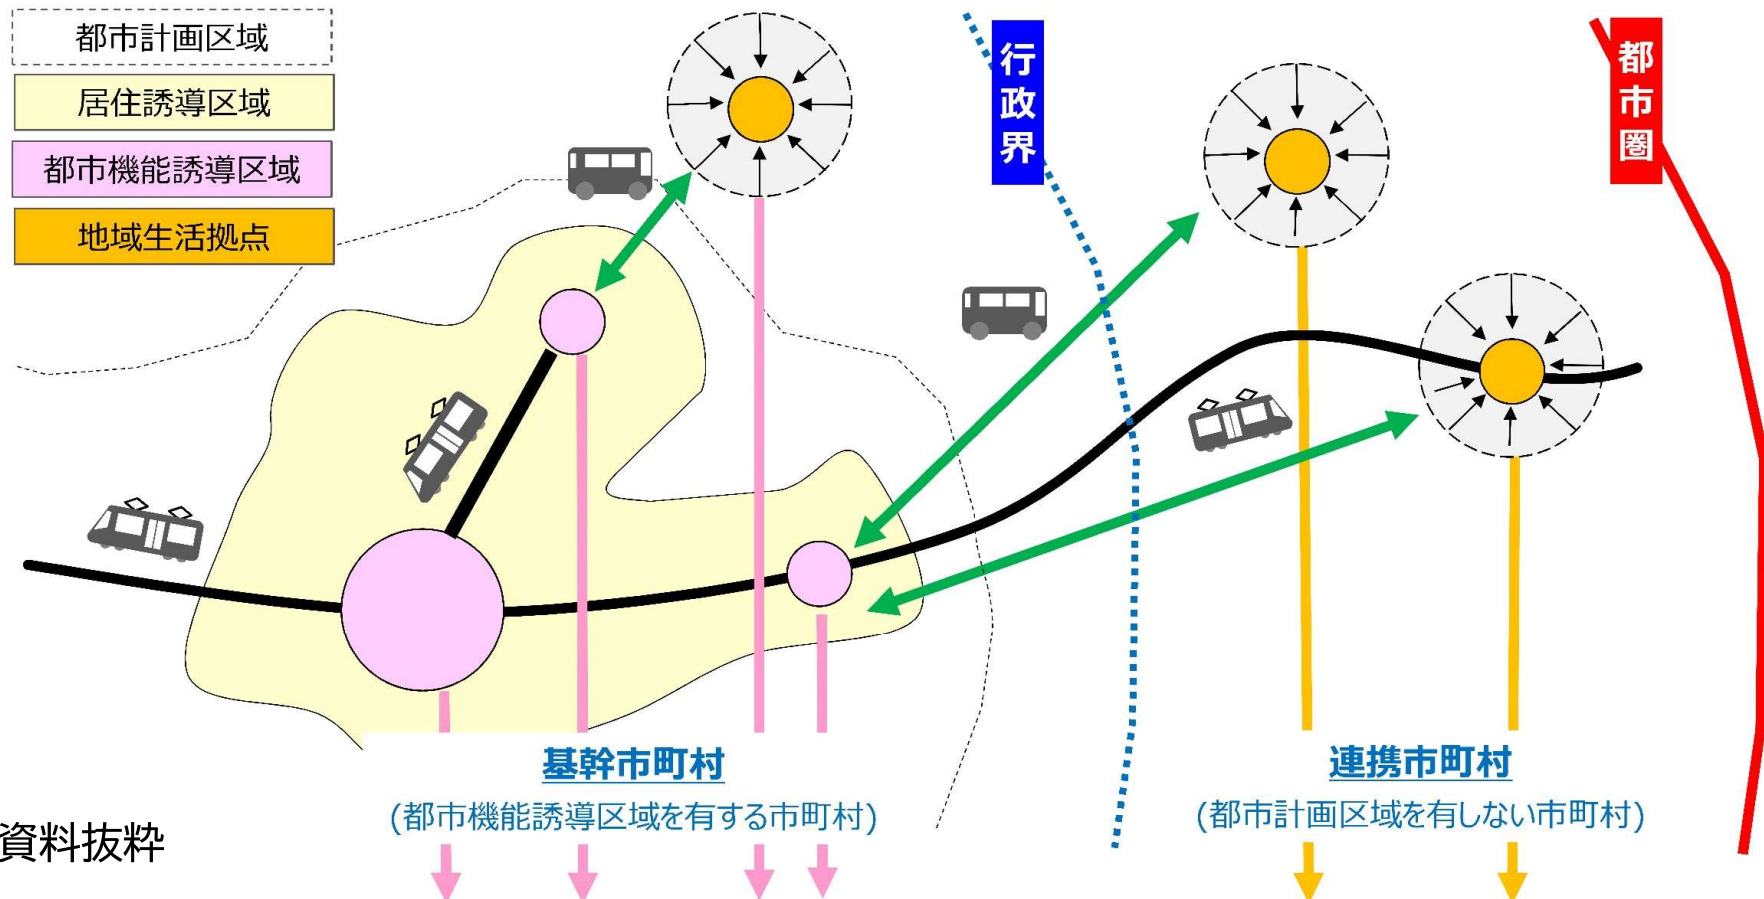 都市計画区域
居住誘導区域
都市機能誘導区域
地域生活拠点
行政界
都市圏
基幹市町村
(都市機能誘導区域を有する市町村)
連携市町村
(都市計画区域を有しない市町村)
資料抜粋